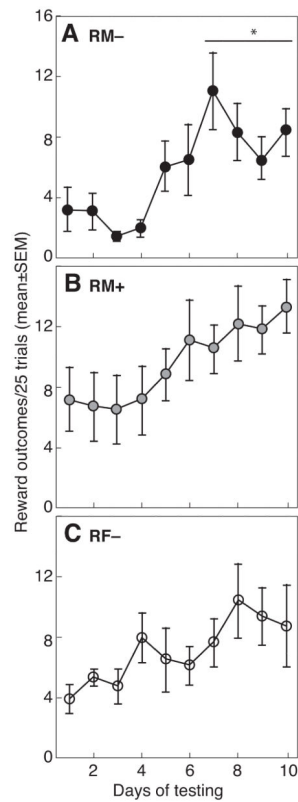 16
A RM–
*
12
8
4
0
B RM+
12
8
4
0
C RF–
12
8
4
0
2 4 6 8 10
Days of testing
Reward outcomes/25 trials (mean±SEM)